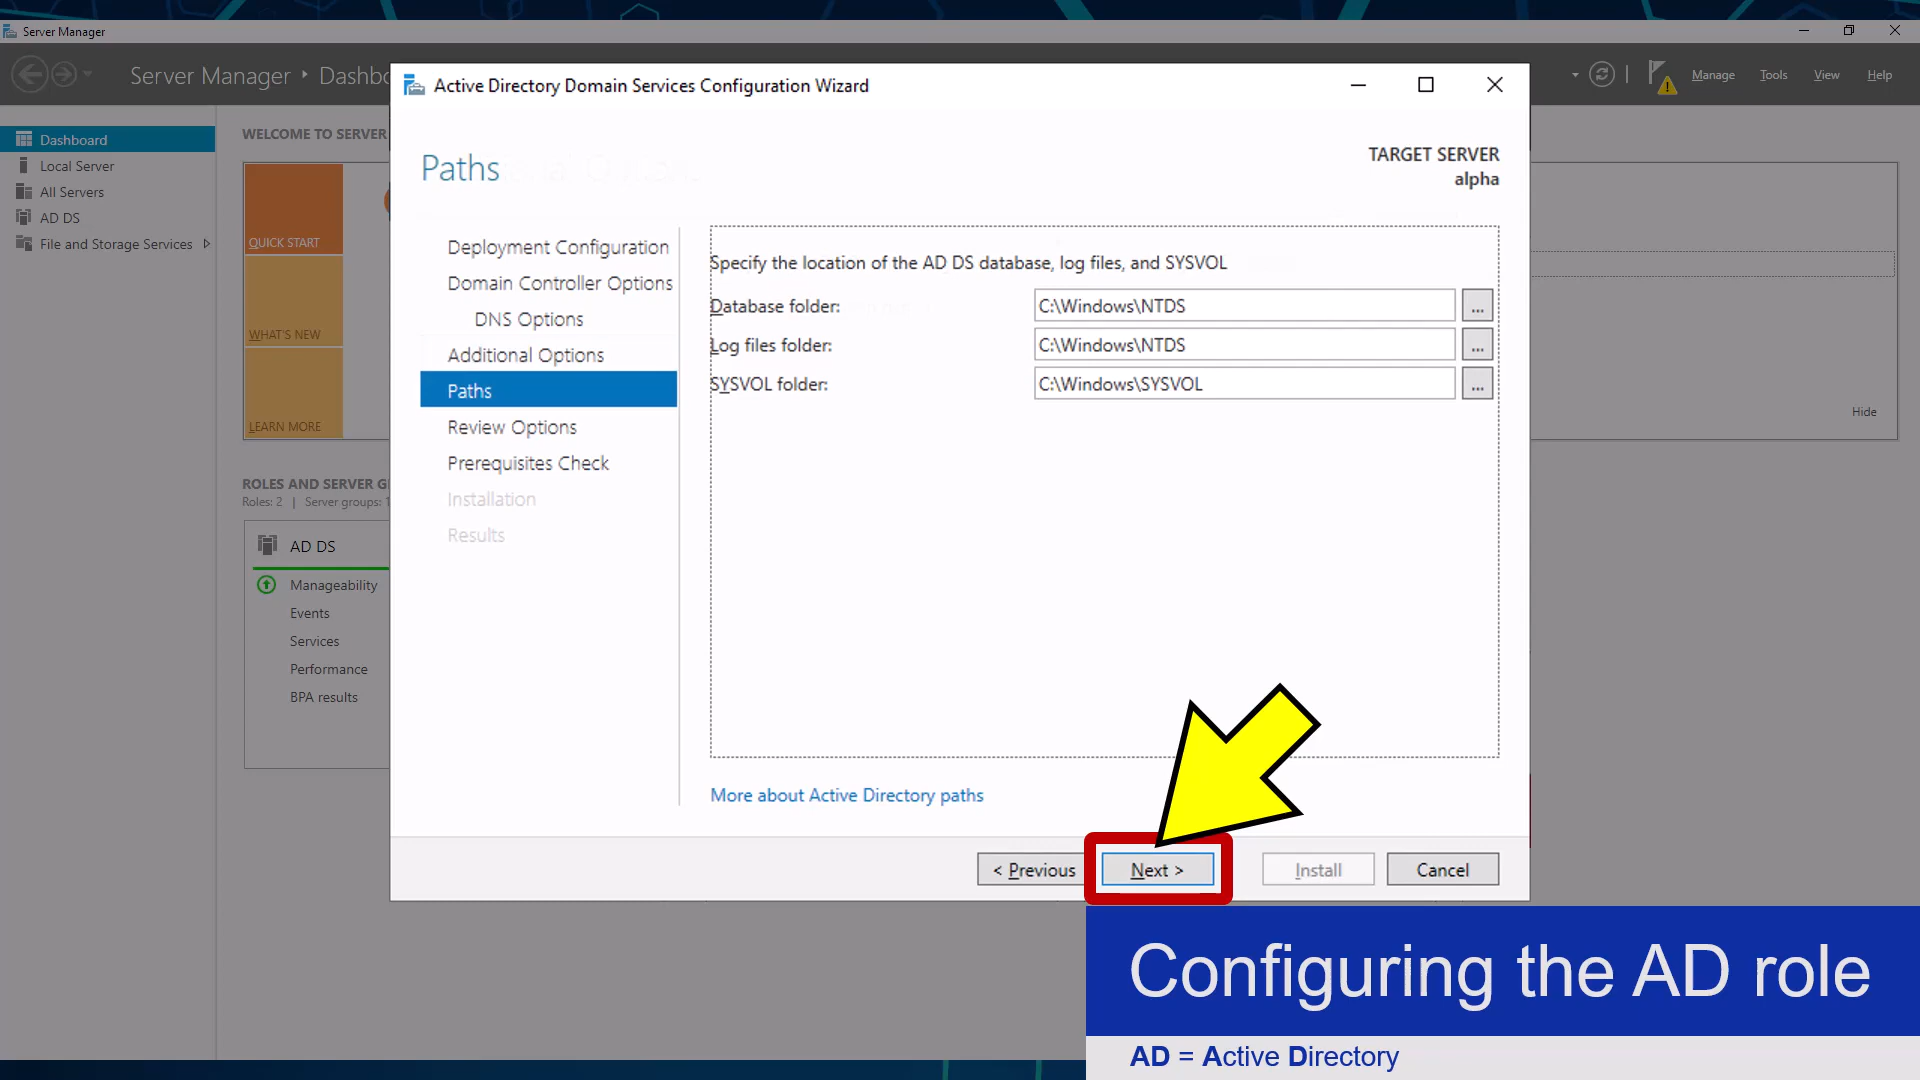 Server Manager
Server Manager
Manage
Tools
View
Help
Dashboard
Local Server
All Servers
AD DS
File and Storage Services
WELCOME TO SERVER
QUICK START
WHAT'S NEW
LEARN MORE
Hide
ROLES AND SERVER
Roles: 2 | Server groups: 1
AD DS
Manageability
Events
Services
Performance
BPA results
Active Directory Domain Services Configuration Wizard
Paths
TARGET SERVER
alpha
Deployment Configuration
Domain Controller Options
DNS Options
Additional Options
Paths
Review Options
Prerequisites Check
Installation
Results
Specify the location of the AD DS database, log files, and SYSVOL
Database folder: C:\Windows\NTDS ...
Log files folder: C:\Windows\NTDS ...
SYSVOL folder: C:\Windows\SYSVOL ...
More about Active Directory paths
< Previous
Next >
Install
Cancel
Configuring the AD role
AD = Active Directory